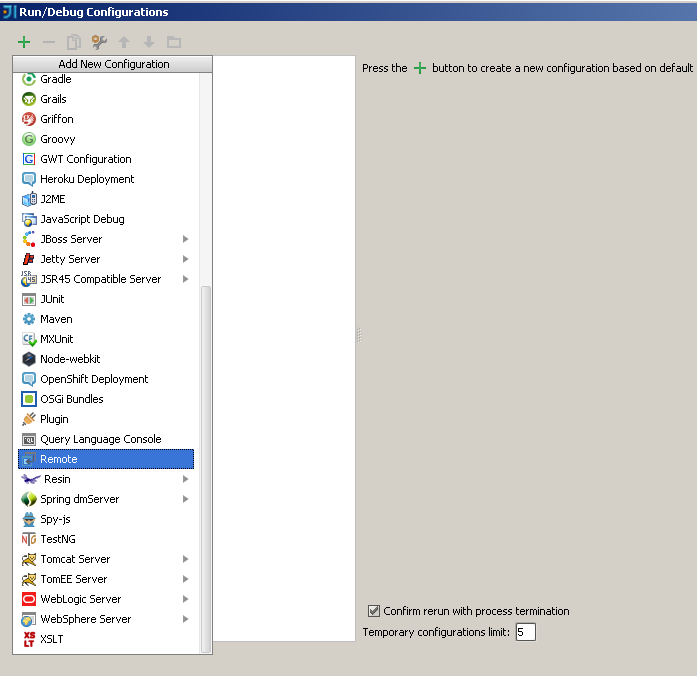 Run/Debug Configurations
Add New Configuration
Press the + button to create a new configuration based on default
Gradle
Grails
Griffon
Groovy
GWT Configuration
Heroku Deployment
J2ME
JavaScript Debug
JBoss Server
Jetty Server
JSR45 Compatible Server
JUnit
Maven
MXUnit
Node-webkit
OpenShift Deployment
OSGi Bundles
Plugin
Query Language Console
Remote
Resin
Spring dmServer
Spy-js
TestNG
Tomcat Server
TomEE Server
WebLogic Server
WebSphere Server
XSLT
Confirm rerun with process termination
Temporary configurations limit: 5